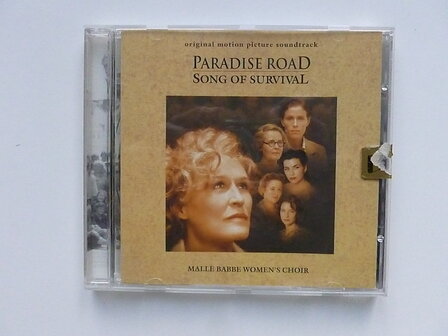 original motion picture soundtrack
PARADISE ROAD
SONG OF SURVIVAL
MALLE BABBE WOMEN'S CHOIR